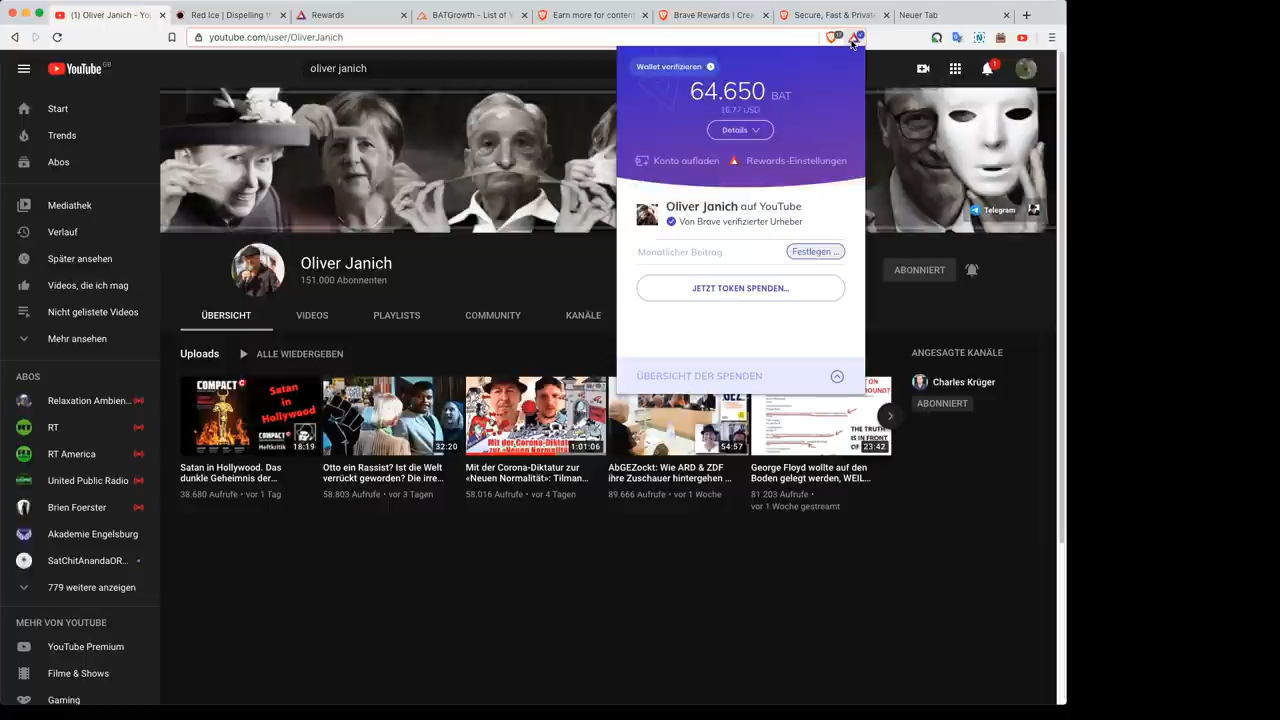 (1) Oliver Janich - You
Red Ice | Dispelling th
Rewards
BATGrowth - List of V
Earn more for content
Brave Rewards | Crea
Secure, Fast & Private
Neuer Tab
youtube.com/user/OliverJanich
YouTube GB
oliver janich
1
Start
Trends
Abos
Mediathek
Verlauf
Später ansehen
Videos, die ich mag
Nicht gelistete Videos
Mehr ansehen
ABOS
Relaxation Ambien...
RT
RT America
United Public Radio
Brien Foerster
Akademie Engelsburg
SatChitAnandaOR...
779 weitere anzeigen
MEHR VON YOUTUBE
YouTube Premium
Filme & Shows
Gaming
Telegram
Oliver Janich
151.000 Abonnenten
ABONNIERT
ÜBERSICHT
VIDEOS
PLAYLISTS
COMMUNITY
KANÄLE
Wallet verifizieren
64.650 BAT
16.77 USD
Details
Konto aufladen
Rewards-Einstellungen
Oliver Janich auf YouTube
Von Brave verifizierter Urheber
Monatlicher Beitrag
Festlegen ...
JETZT TOKEN SPENDEN...
ÜBERSICHT DER SPENDEN
Uploads
ALLE WIEDERGEBEN
COMPACT
Satan
in
Hollywood
COMPACT
18:19
Satan in Hollywood. Das
dunkle Geheimnis der...
38.680 Aufrufe • vor 1 Tag
32:20
Otto ein Rassist? Ist die Welt
verrückt geworden? Die irre...
58.803 Aufrufe • vor 3 Tagen
Mit der Corona-Diktatur
1:01:06
Mit der Corona-Diktatur zur
«Neuen Normalität»: Tilman...
58.016 Aufrufe • vor 4 Tagen
GEZ
54:57
AbGEZockt: Wie ARD & ZDF
ihre Zuschauer hintergehen ...
89.666 Aufrufe • vor 1 Woche
THE TRUTH
IS IN FRONT
OF
23:42
George Floyd wollte auf den
Boden gelegt werden, WEIL...
81.203 Aufrufe •
vor 1 Woche gestreamt
ANGESAGTE KANÄLE
Charles Krüger
ABONNIERT